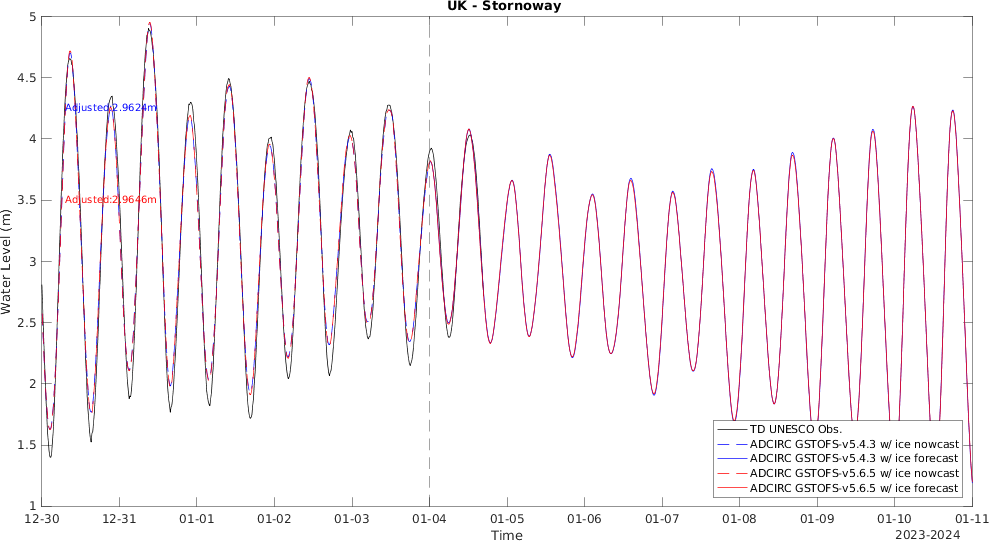 UK - Stornoway
5
4.5
4
3.5
3
2.5
2
1.5
1
Water Level (m)
Adjusted:2.9624m
Adjusted:2.9646m
TD UNESCO Obs.
ADCIRC GSTOFS-v5.4.3 w/ ice nowcast
ADCIRC GSTOFS-v5.4.3 w/ ice forecast
ADCIRC GSTOFS-v5.6.5 w/ ice nowcast
ADCIRC GSTOFS-v5.6.5 w/ ice forecast
12-30 12-31 01-01 01-02 01-03 01-04 01-05 01-06 01-07 01-08 01-09 01-10 01-11
Time
2023-2024